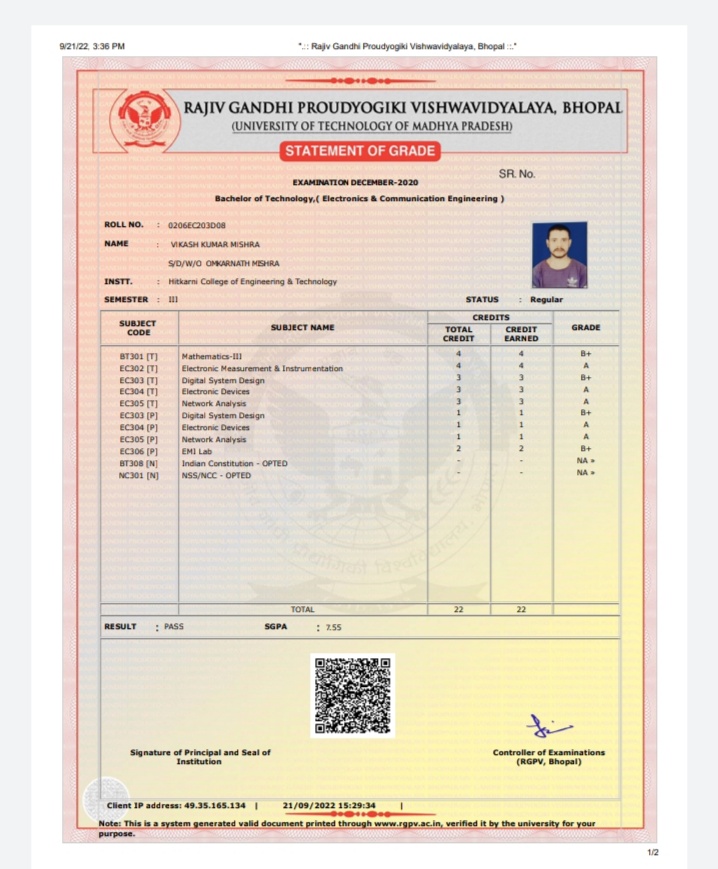 9/21/22, 3:36 PM ".:: Rajiv Gandhi Proudyogiki Vishwavidyalaya, Bhopal ::."
RAJIV GANDHI PROUDYOGIKI VISHWAVIDYALAYA, BHOPAL
(UNIVERSITY OF TECHNOLOGY OF MADHYA PRADESH)
STATEMENT OF GRADE
SR. No.
EXAMINATION DECEMBER-2020
Bachelor of Technology,( Electronics & Communication Engineering )
ROLL NO. : 0206EC203D08
NAME : VIKASH KUMAR MISHRA
S/D/W/O OMKARNATH MISHRA
INSTT. : Hitkarni College of Engineering & Technology
SEMESTER : III STATUS : Regular
SUBJECT CODE SUBJECT NAME CREDITS GRADE
TOTAL CREDIT CREDIT EARNED
BT301 [T] Mathematics-III 4 4 B+
EC302 [T] Electronic Measurement & Instrumentation 4 4 A
EC303 [T] Digital System Design 3 3 B+
EC304 [T] Electronic Devices 3 3 A
EC305 [T] Network Analysis 3 3 A
EC303 [P] Digital System Design 1 1 B+
EC304 [P] Electronic Devices 1 1 A
EC305 [P] Network Analysis 1 1 A
EC306 [P] EMI Lab 2 2 B+
BT308 [N] Indian Constitution - OPTED - - NA »
NC301 [N] NSS/NCC - OPTED - - NA »
TOTAL 22 22
RESULT : PASS SGPA : 7.55
Signature of Principal and Seal of Institution
Controller of Examinations
(RGPV, Bhopal)
Client IP address: 49.35.165.134 | 21/09/2022 15:29:34 |
Note: This is a system generated valid document printed through www.rgpv.ac.in, verified it by the university for your
purpose.
1/2